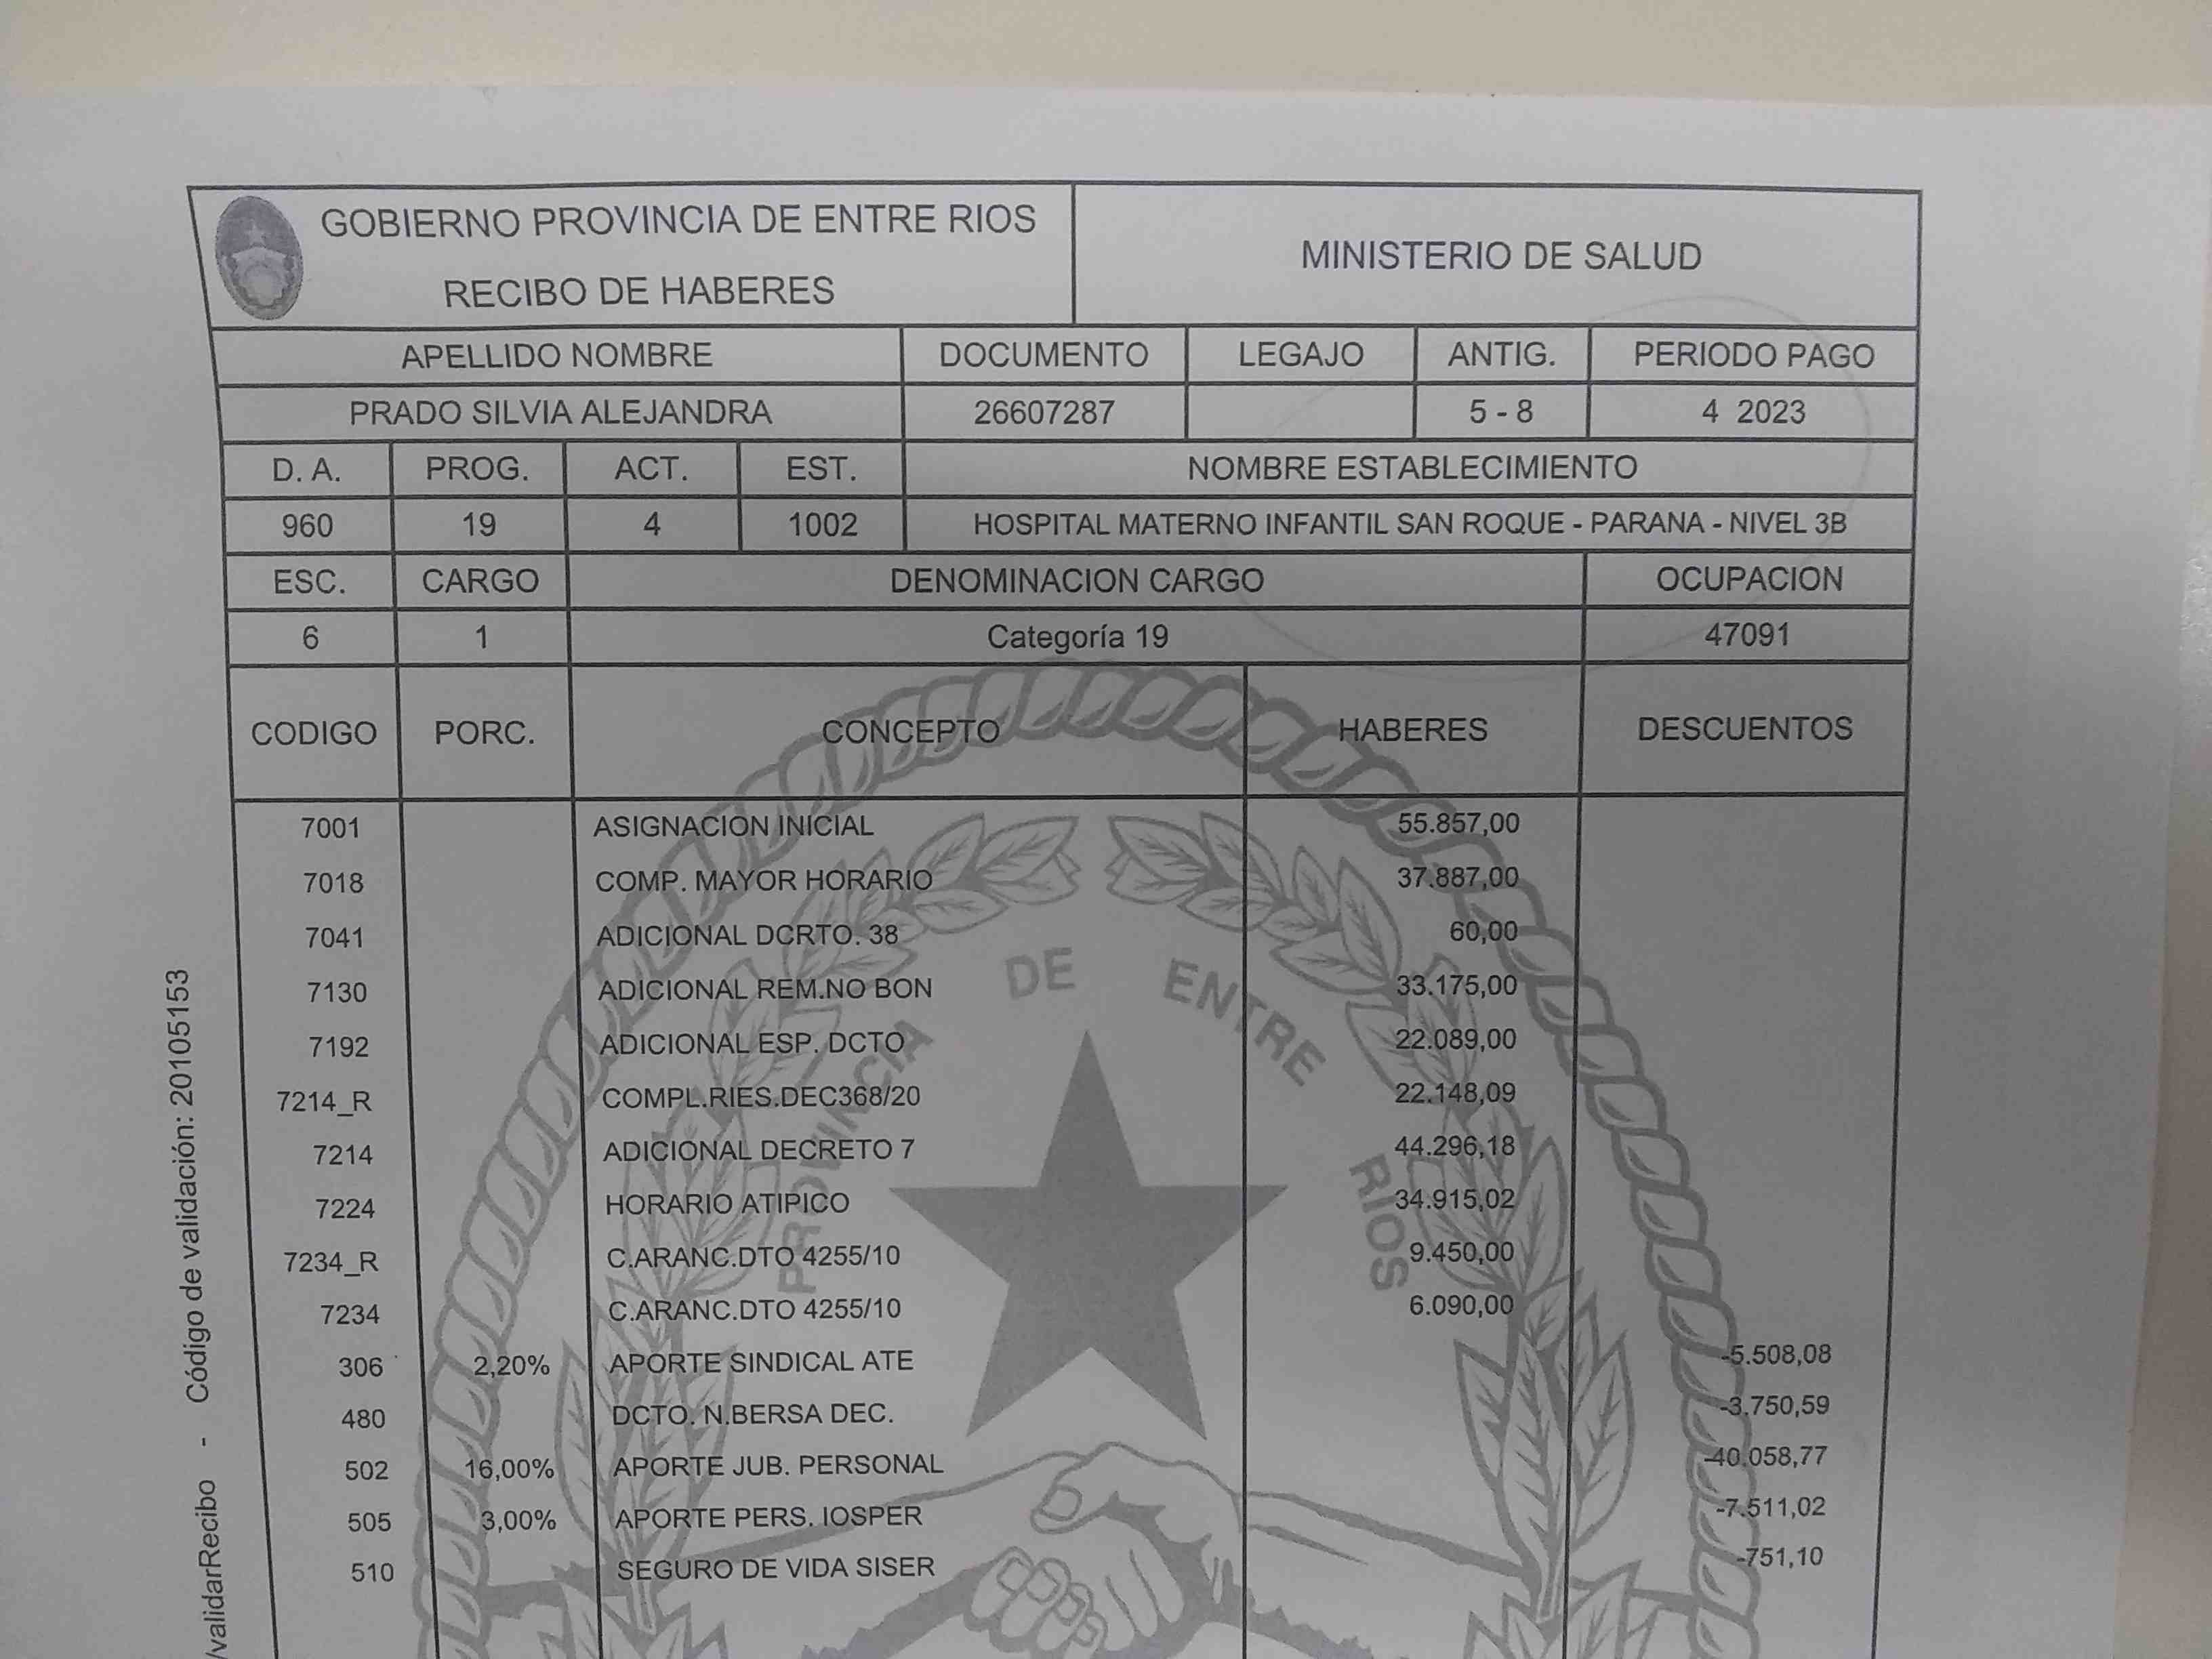 GOBIERNO PROVINCIA DE ENTRE RIOS
RECIBO DE HABERES
MINISTERIO DE SALUD
APELLIDO NOMBRE DOCUMENTO LEGAJO ANTIG. PERIODO PAGO
PRADO SILVIA ALEJANDRA 26607287 5 - 8 4 2023
D. A. PROG. ACT. EST. NOMBRE ESTABLECIMIENTO
960 19 4 1002 HOSPITAL MATERNO INFANTIL SAN ROQUE - PARANA - NIVEL 3B
ESC. CARGO DENOMINACION CARGO OCUPACION
6 1 Categoría 19 47091
CODIGO PORC. CONCEPTO HABERES DESCUENTOS
7001 ASIGNACION INICIAL 55.857,00
7018 COMP. MAYOR HORARIO 37.887,00
7041 ADICIONAL DCRTO. 38 60,00
7130 ADICIONAL REM.NO BON 33.175,00
7192 ADICIONAL ESP. DCTO 22.089,00
7214_R COMPL.RIES.DEC368/20 22.148,09
7214 ADICIONAL DECRETO 7 44.296,18
7224 HORARIO ATIPICO 34.915,02
7234_R C.ARANC.DTO 4255/10 9.450,00
7234 C.ARANC.DTO 4255/10 6.090,00
306 2,20% APORTE SINDICAL ATE -5.508,08
480 DCTO. N.BERSA DEC. -3.750,59
502 16,00% APORTE JUB. PERSONAL -40.058,77
505 3,00% APORTE PERS. IOSPER -7.511,02
510 SEGURO DE VIDA SISER -751,10
PROVINCIA DE ENTRE RIOS
/validarRecibo - Código de validación: 20105153